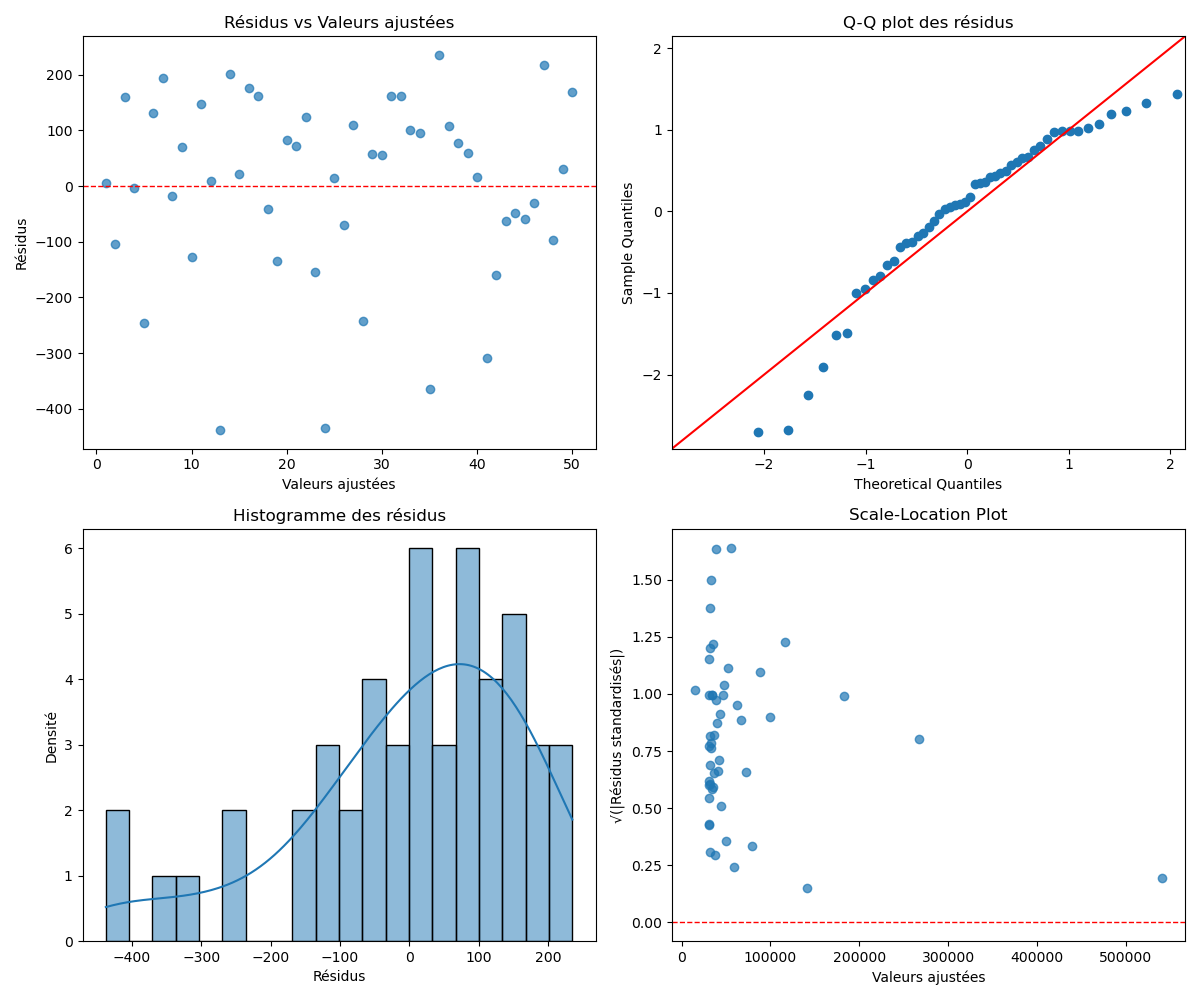 Résidus vs Valeurs ajustées
200
100
0
−100
−200
−300
−400
Résidus
0 10 20 30 40 50
Valeurs ajustées
Q-Q plot des résidus
2
1
0
−1
−2
Sample Quantiles
−2 −1 0 1 2
Theoretical Quantiles
Histogramme des résidus
6
5
4
3
2
1
0
Densité
−400 −300 −200 −100 0 100 200
Résidus
Scale-Location Plot
1.50
1.25
1.00
0.75
0.50
0.25
0.00
√(|Résidus standardisés|)
0 100000 200000 300000 400000 500000
Valeurs ajustées